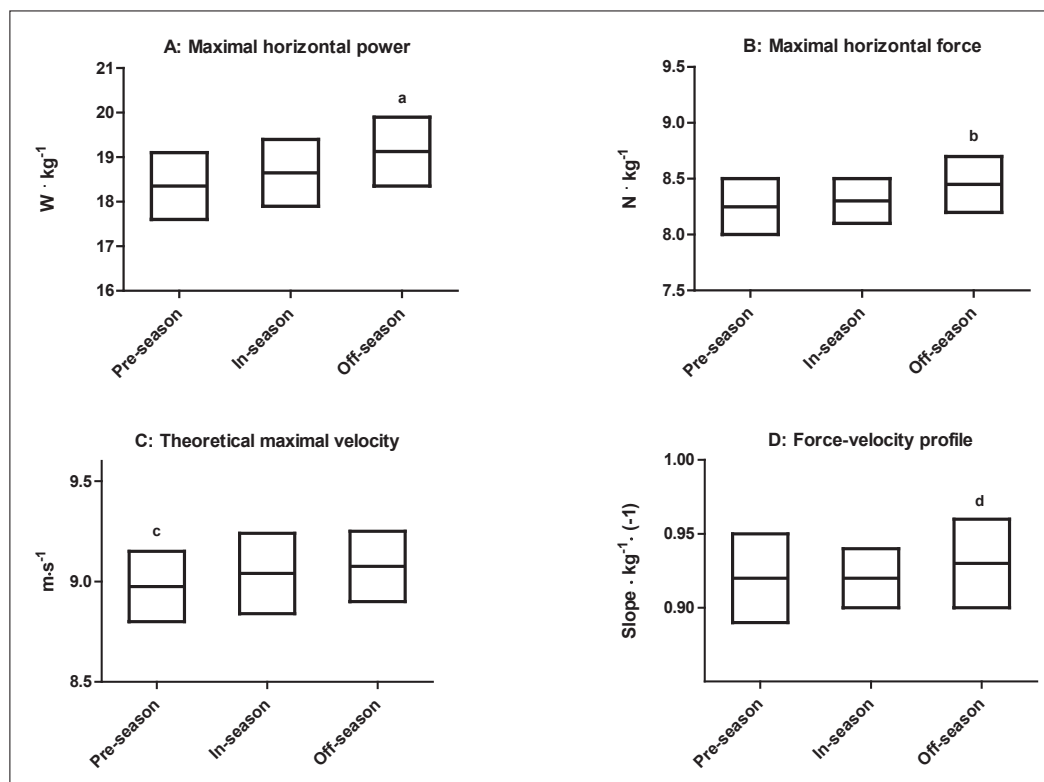 A: Maximal horizontal power
21
20
19
18
17
16
W · kg⁻¹
a
Pre-season
In-season
Off-season
B: Maximal horizontal force
9.5
9.0
8.5
8.0
7.5
N · kg⁻¹
b
Pre-season
In-season
Off-season
C: Theoretical maximal velocity
9.5
9.0
8.5
m·s⁻¹
c
Pre-season
In-season
Off-season
D: Force-velocity profile
1.00
0.95
0.90
Slope · kg⁻¹ · (-1)
d
Pre-season
In-season
Off-season